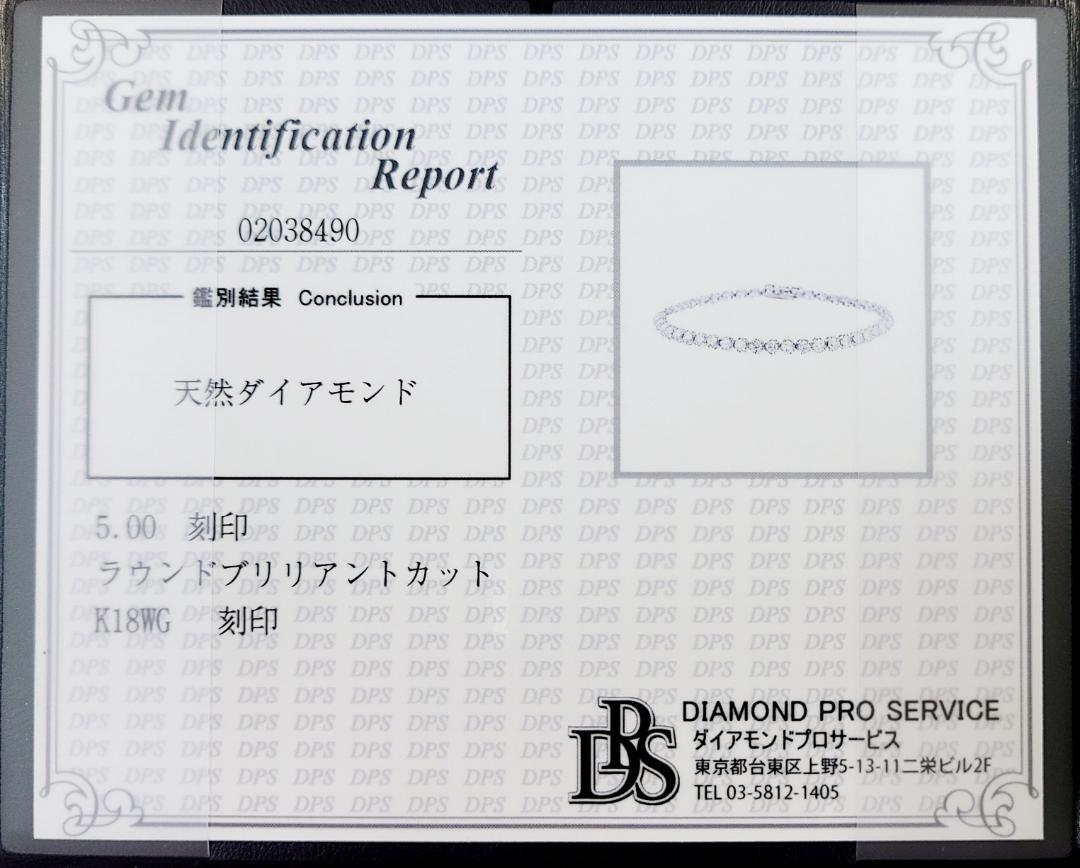 Gem
Identification
Report
02038490
鑑別結果 Conclusion
天然ダイアモンド
5.00 刻印
ラウンドブリリアントカット
K18WG 刻印
DPS
DIAMOND PRO SERVICE
ダイアモンドプロサービス
東京都台東区上野5-13-11二栄ビル2F
TEL 03-5812-1405